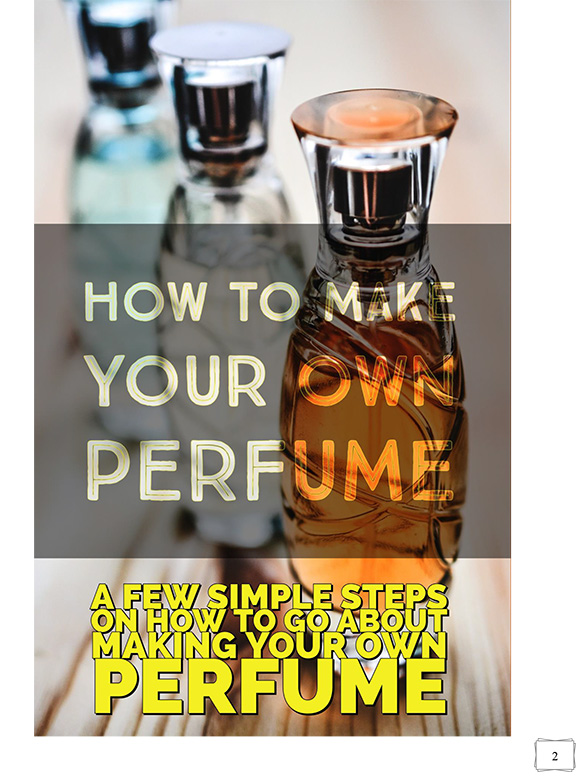 HOW TO MAKE
YOUR OWN
PERFUME
A FEW SIMPLE STEPS
ON HOW TO GO ABOUT
MAKING YOUR OWN
PERFUME
2